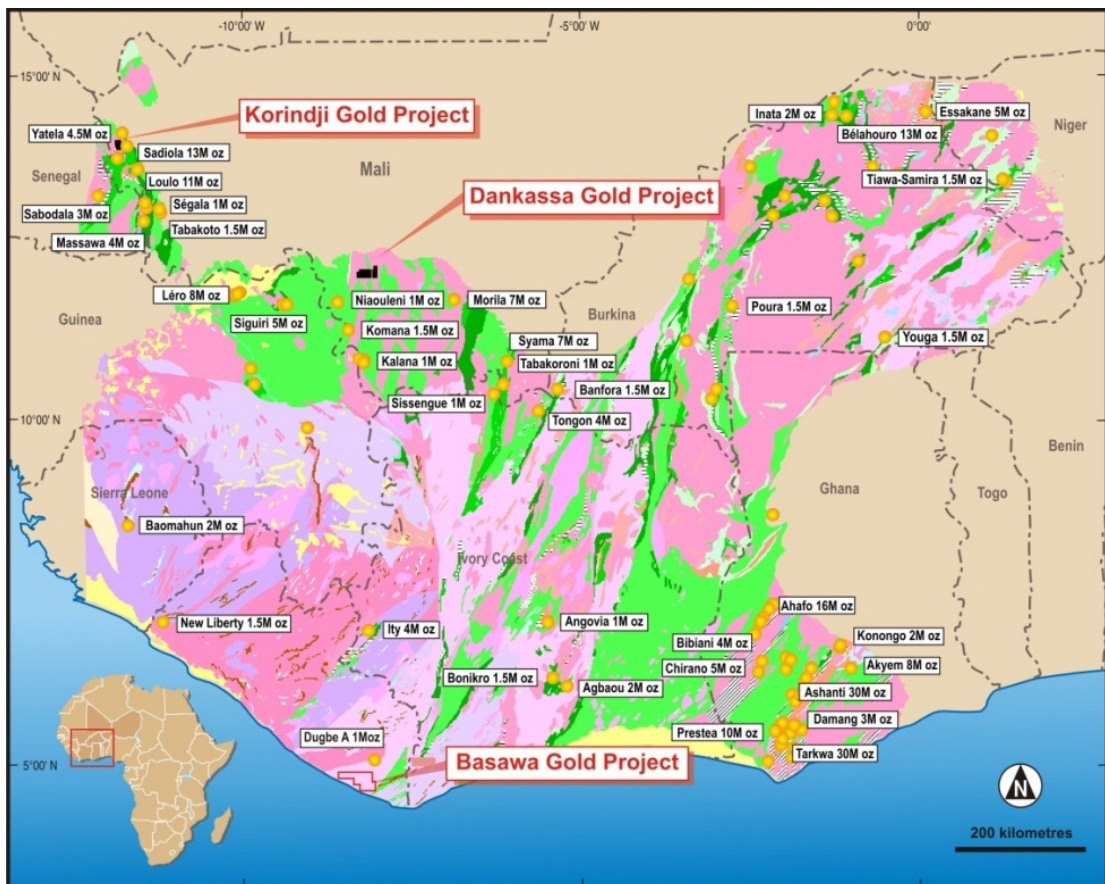 -10°00' W
-5°00' W
0°00'
15°00' N
Korindji Gold Project
Yatela 4.5M oz
Sadiola 13M oz
Senegal
Loulo 11M oz
Mali
Sabodala 3M oz
Ségala 1M oz
Massawa 4M oz
Tabakoto 1.5M oz
Dankassa Gold Project
Inata 2M oz
Essakane 5M oz
Bélahouro 13M oz
Niger
Tiawa-Samira 1.5M oz
Léro 8M oz
Niaouleni 1M oz
Morila 7M oz
Guinea
Siguiri 5M oz
Burkina
Poura 1.5M oz
Komana 1.5M oz
Syama 7M oz
Youga 1.5M oz
Kalana 1M oz
Tabakoroni 1M oz
Banfora 1.5M oz
Sissengue 1M oz
10°00' N
Tongon 4M oz
Benin
Sierra Leone
Ghana
Togo
Baomahun 2M oz
Ivory Coast
New Liberty 1.5M oz
Ity 4M oz
Angovia 1M oz
Ahafo 16M oz
Bibiani 4M oz
Konongo 2M oz
Chirano 5M oz
Akyem 8M oz
Bonikro 1.5M oz
Agbaou 2M oz
Ashanti 30M oz
Damang 3M oz
Prestea 10M oz
Dugbe A 1Moz
Tarkwa 30M oz
5°00' N
Basawa Gold Project
N
200 kilometres